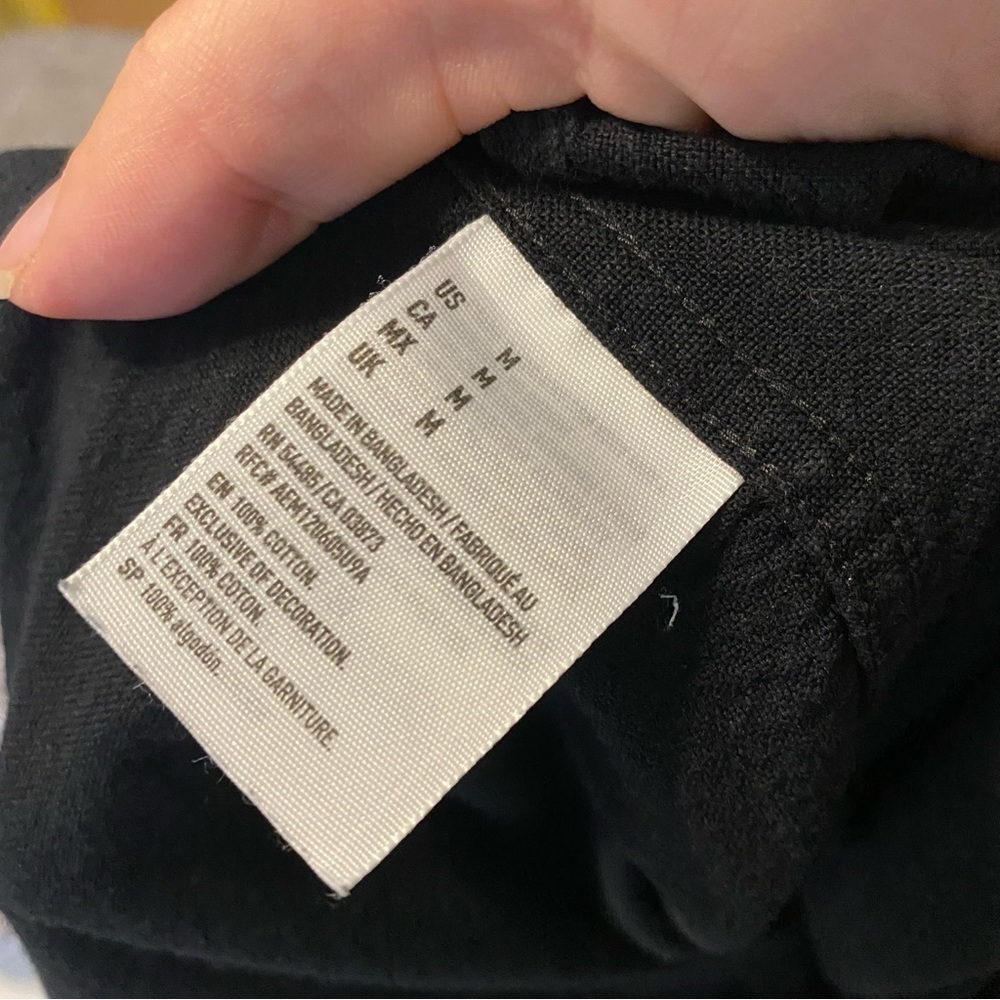 US M
CA M
MX M
UK M
MADE IN BANGLADESH / FABRIQUÉ AU
BANGLADESH / HECHO EN BANGLADESH
RN 54485 / CA 03873
RFC# AEM120605U9A
EN 100% COTTON.
EXCLUSIVE OF DECORATION.
FR 100% COTON.
À L'EXCEPTION DE LA GARNITURE.
SP 100% algodón.